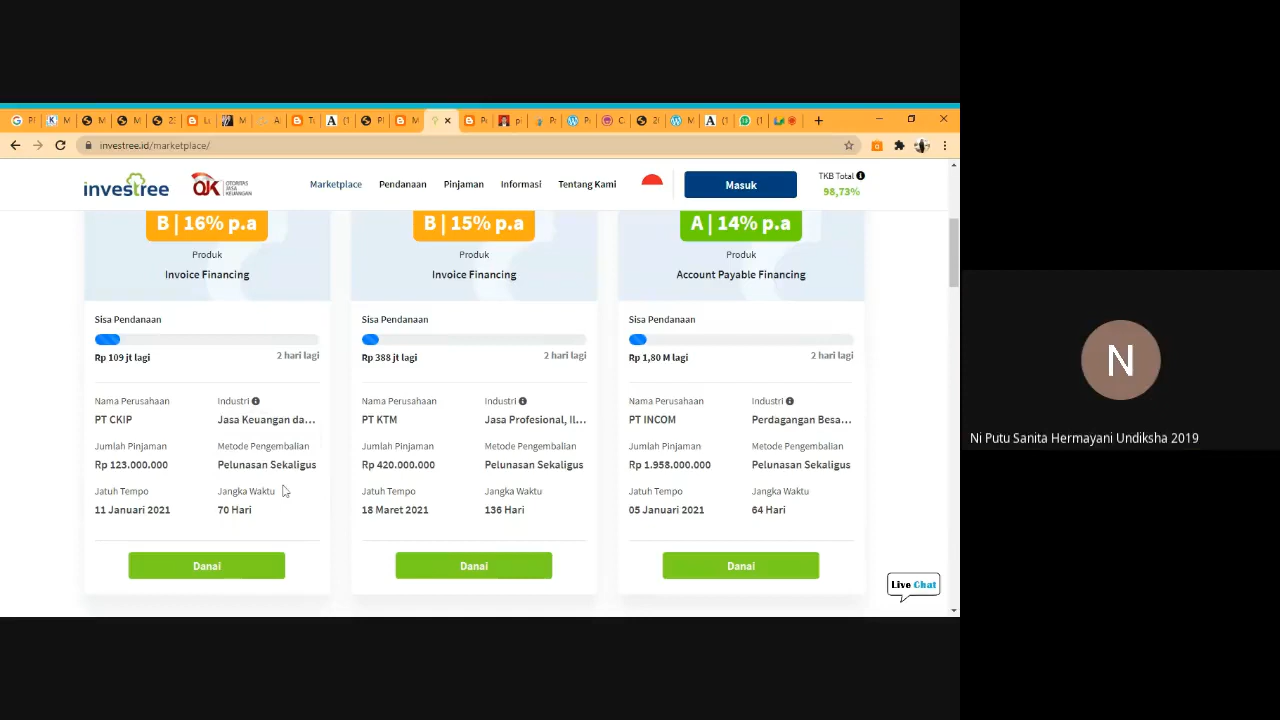 investree.id/marketplace/
investree
OJK OTORITAS JASA KEUANGAN
Marketplace
Pendanaan
Pinjaman
Informasi
Tentang Kami
Masuk
TKB Total
98,73%
B | 16% p.a
Produk
Invoice Financing
Sisa Pendanaan
Rp 109 jt lagi
2 hari lagi
Nama Perusahaan
Industri
PT CKIP
Jasa Keuangan da...
Jumlah Pinjaman
Metode Pengembalian
Rp 123.000.000
Pelunasan Sekaligus
Jatuh Tempo
Jangka Waktu
11 Januari 2021
70 Hari
Danai
B | 15% p.a
Produk
Invoice Financing
Sisa Pendanaan
Rp 388 jt lagi
2 hari lagi
Nama Perusahaan
Industri
PT KTM
Jasa Profesional, Il...
Jumlah Pinjaman
Metode Pengembalian
Rp 420.000.000
Pelunasan Sekaligus
Jatuh Tempo
Jangka Waktu
18 Maret 2021
136 Hari
Danai
A | 14% p.a
Produk
Account Payable Financing
Sisa Pendanaan
Rp 1,80 M lagi
2 hari lagi
Nama Perusahaan
Industri
PT INCOM
Perdagangan Besa...
Jumlah Pinjaman
Metode Pengembalian
Rp 1.958.000.000
Pelunasan Sekaligus
Jatuh Tempo
Jangka Waktu
05 Januari 2021
64 Hari
Danai
Live Chat
N
Ni Putu Sanita Hermayani Undiksha 2019